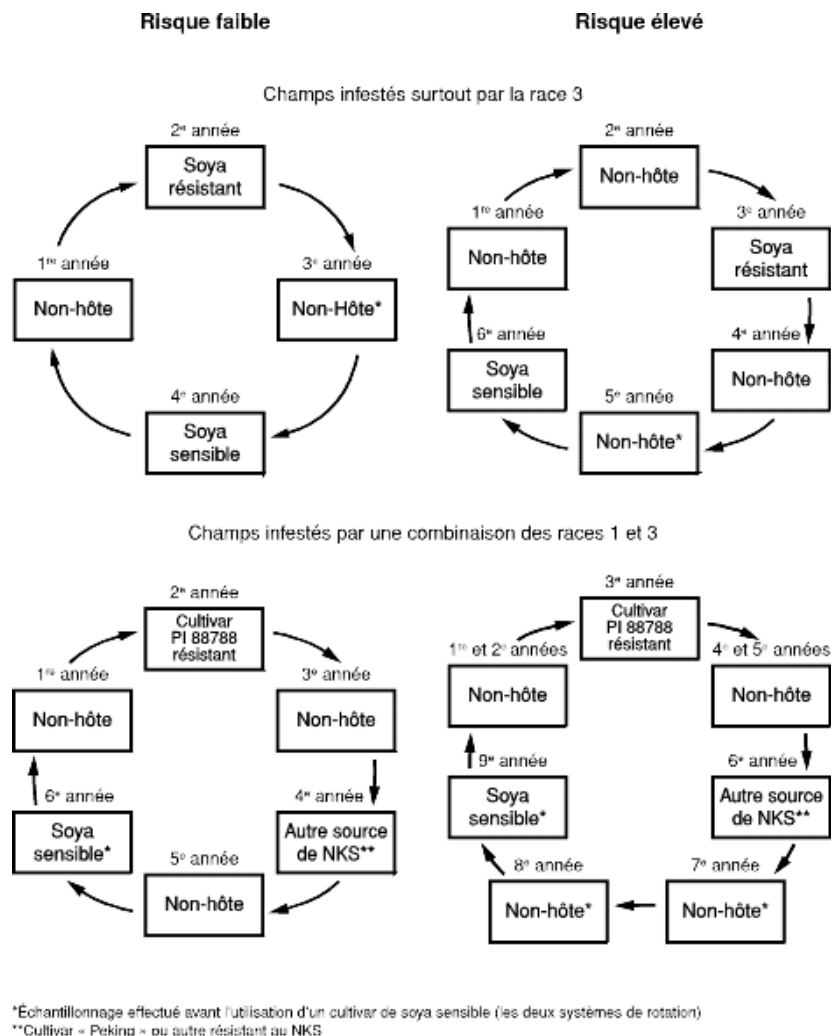 Risque faible
Risque élevé
Champs infestés surtout par la race 3
2e année
Soya
résistant
1re année
Non-hôte
3e année
Non-Hôte*
4e année
Soya
sensible
2e année
Non-hôte
1re année
Non-hôte
3e année
Soya
résistant
6e année
Soya
sensible
4e année
Non-hôte
5e année
Non-hôte*
Champs infestés par une combinaison des races 1 et 3
2e année
Cultivar
PI 88788
résistant
1re année
Non-hôte
3e année
Non-hôte
6e année
Soya
sensible*
4e année
Autre source
de NKS**
5e année
Non-hôte
3e année
Cultivar
PI 88788
résistant
1re et 2e années
Non-hôte
4e et 5e années
Non-hôte
9e année
Soya
sensible*
6e année
Autre source
de NKS**
8e année
Non-hôte*
7e année
Non-hôte*
*Échantillonnage effectué avant l'utilisation d'un cultivar de soya sensible (les deux systèmes de rotation)
**Cultivar « Peking » ou autre résistant au NKS